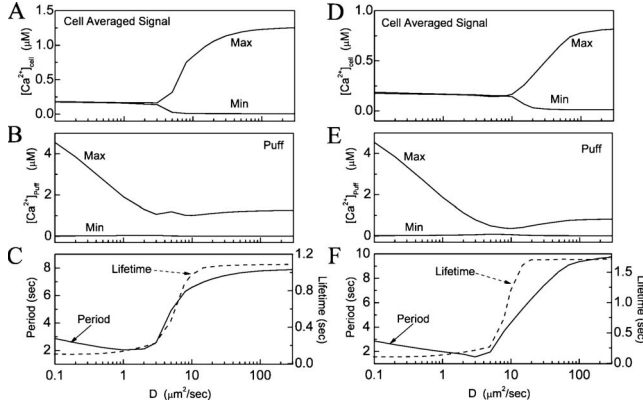 A
Cell Averaged Signal
[Ca²⁺]cell (μM)
1.5
1.0
0.5
0.0
Max
Min
B
Puff
[Ca²⁺]Puff (μM)
4
2
0
Max
Min
C
Period (sec)
8
6
4
2
Lifetime
Period
1.2
0.8
0.4
0.0
Lifetime (sec)
0.1
1
10
100
D (μm²/sec)
D
Cell Averaged Signal
[Ca²⁺]cell (μM)
1.0
0.5
0.0
Max
Min
E
Puff
[Ca²⁺]Puff (μM)
4
2
0
Max
Min
F
Period (sec)
10
8
6
4
2
Lifetime
Period
1.5
1.0
0.5
0.0
Lifetime (sec)
0.1
1
10
100
D (μm²/sec)